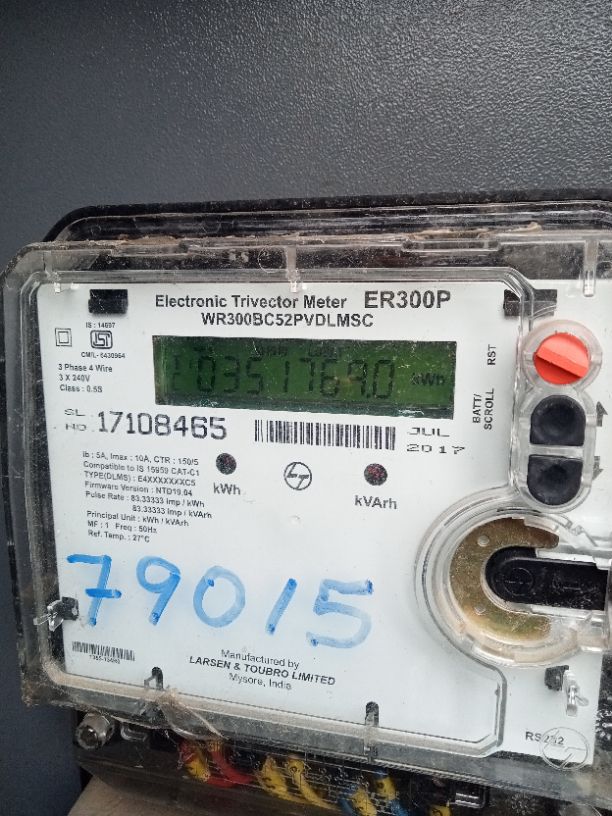 Electronic Trivector Meter ER300P
WR300BC52PVDLMSC
IS : 14697
ISI
CM/L- 6430964
3 Phase 4 Wire
3 X 240V
Class : 0.5S
0351769.0 kWh
RST
BATT/
SCROLL
SL
NO 17108465
JUL
2017
Ib : 5A, Imax : 10A, CTR : 150/5
Compatible to IS 15959 CAT-C1
TYPE(DLMS) : E4XXXXXXXC5
Firmware Version : NTD19.04
Pulse Rate : 83.33333 imp / kWh
83.33333 imp / kVArh
Principal Unit : kWh / kVArh
MF : 1 Freq : 50Hz
Ref. Temp. : 27°C
kWh
kVArh
79015
Manufactured by
LARSEN & TOUBRO LIMITED
Mysore, India
RS232